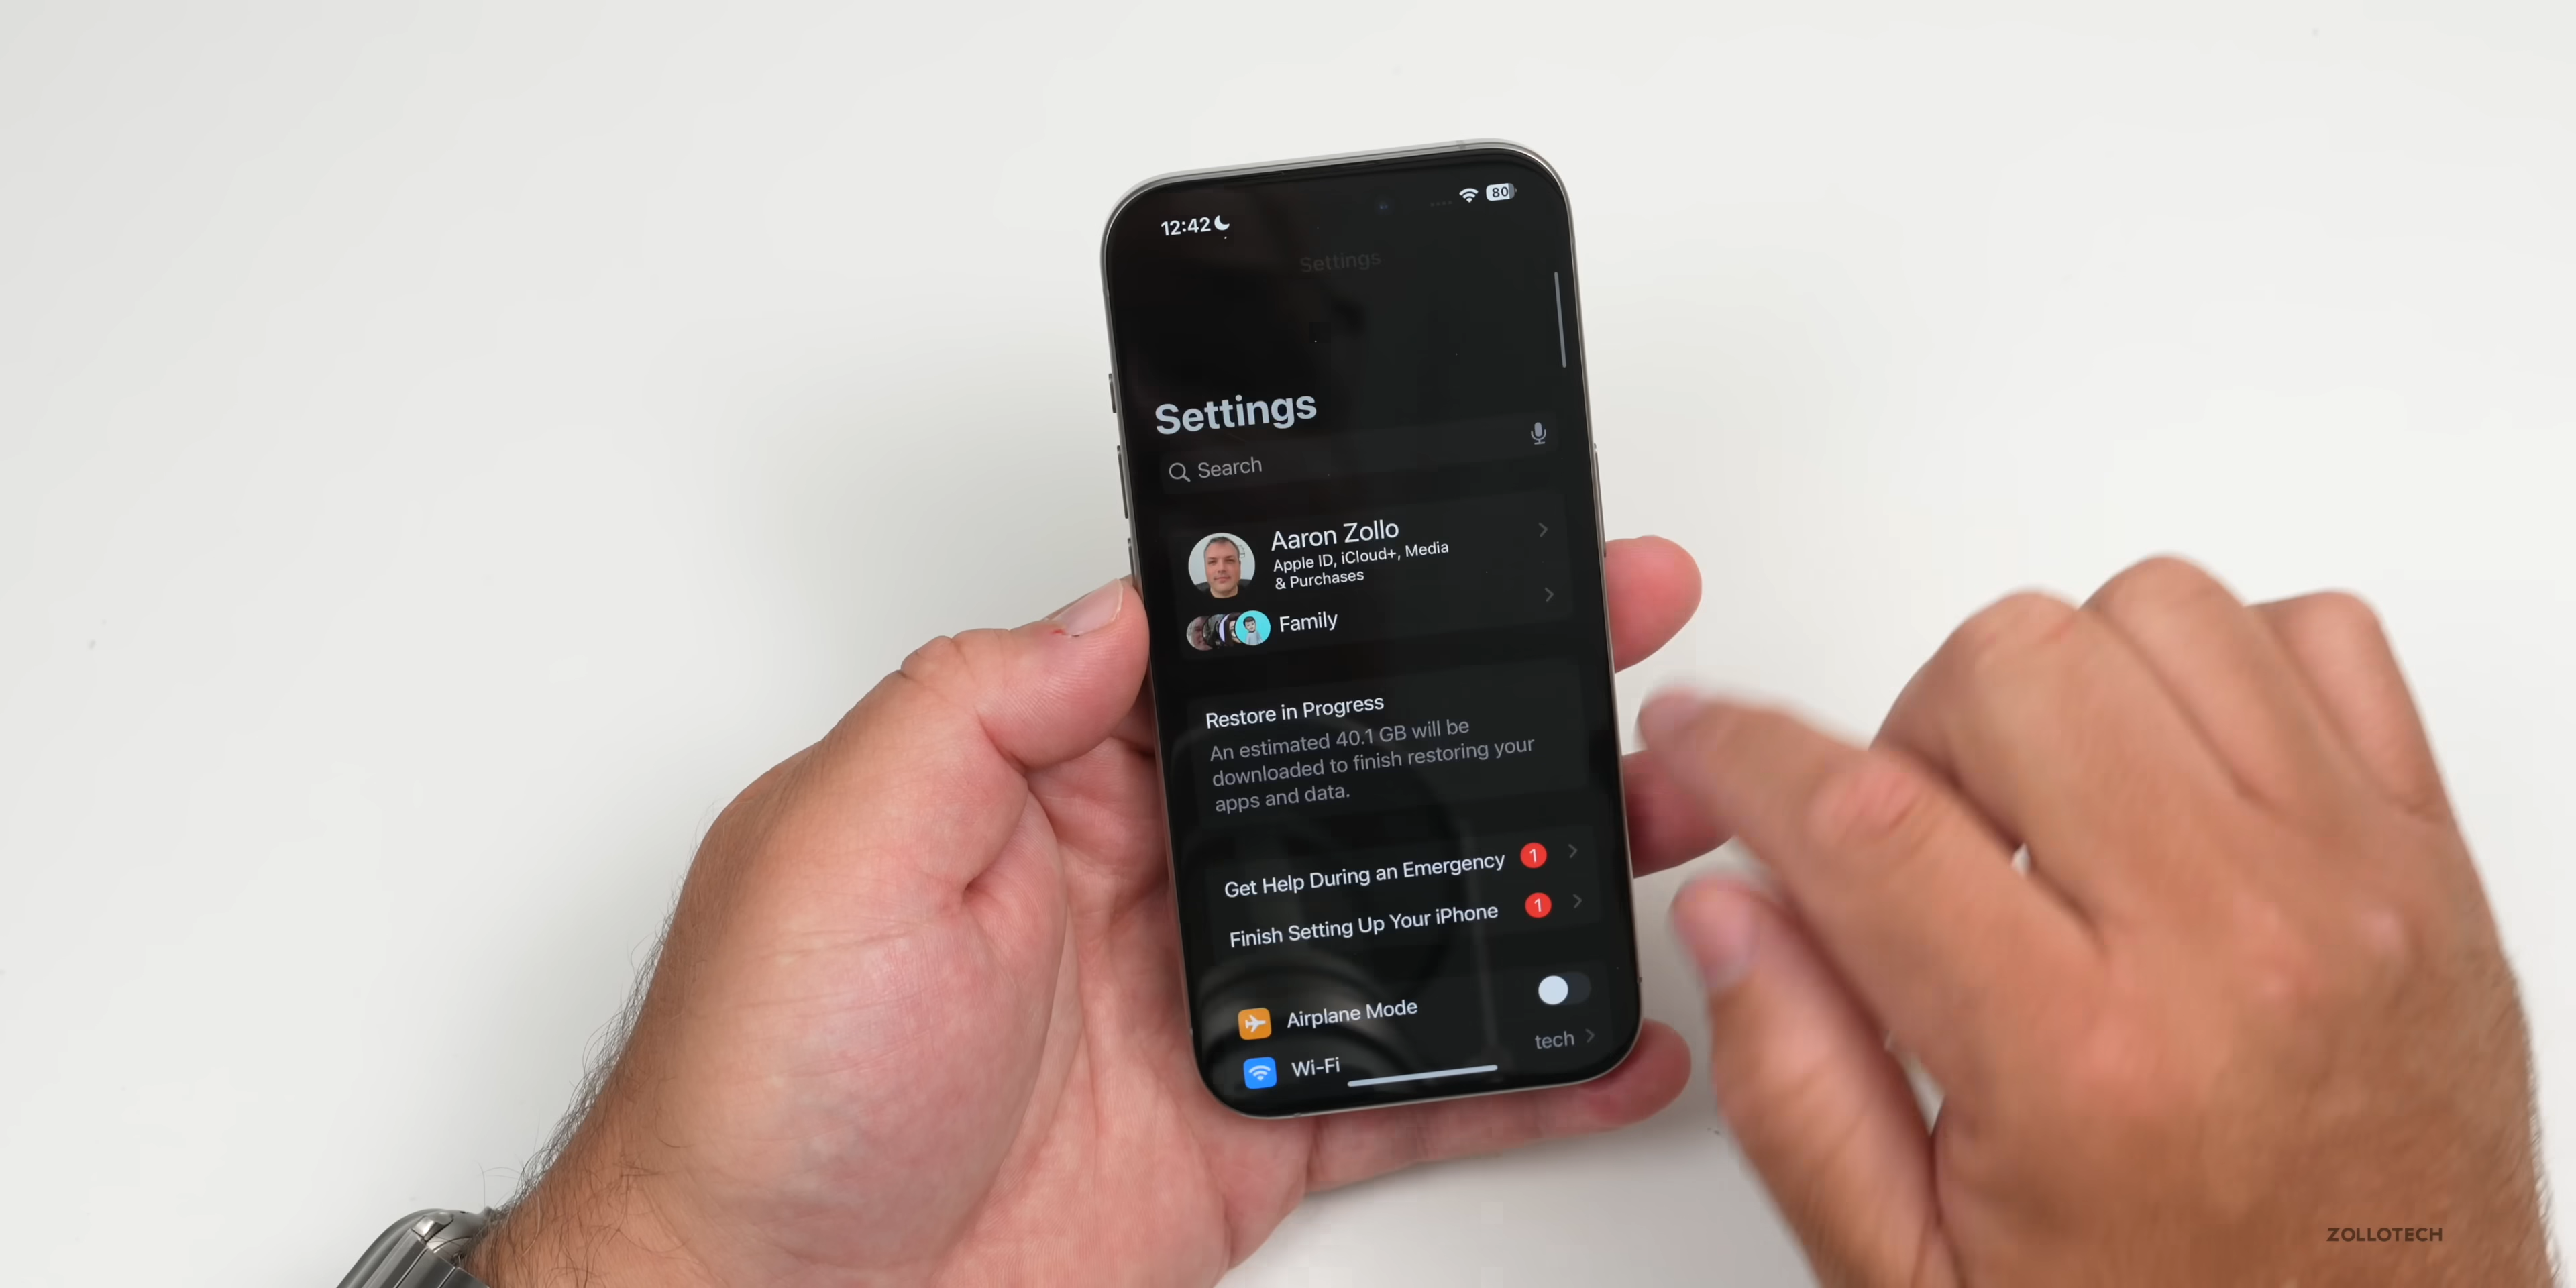 12:42
80
Settings
Settings
Search
Aaron Zollo
Apple ID, iCloud+, Media
& Purchases
Family
Restore in Progress
An estimated 40.1 GB will be
downloaded to finish restoring your
apps and data.
Get Help During an Emergency 1
Finish Setting Up Your iPhone 1
Airplane Mode
Wi-Fi tech
ZOLLOTECH